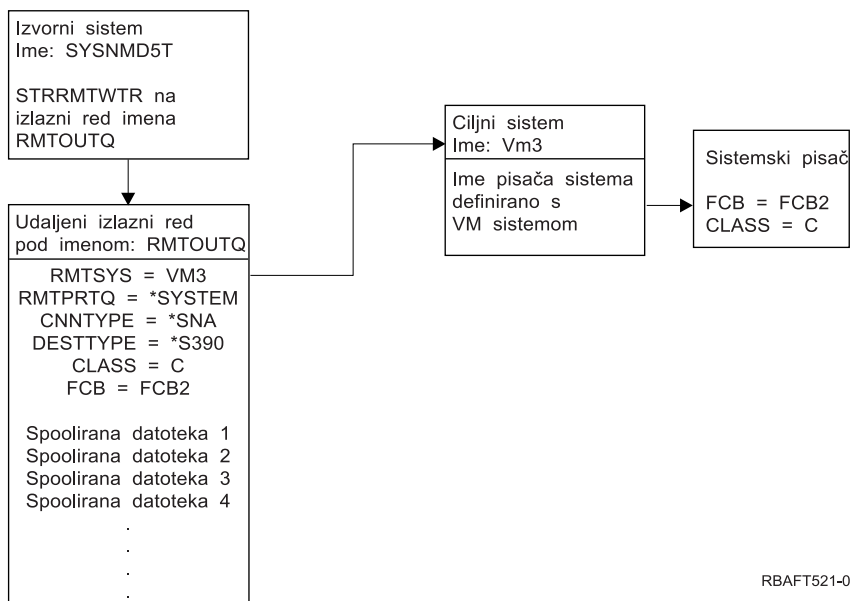 Izvorni sistem
Ime: SYSNMD5T
STRRMTWTR na
izlazni red imena
RMTOUTQ
Udaljeni izlazni red
pod imenom: RMTOUTQ
RMTSYS = VM3
RMTPRTQ = *SYSTEM
CNNTYPE = *SNA
DESTTYPE = *S390
CLASS = C
FCB = FCB2
Spoolirana datoteka 1
Spoolirana datoteka 2
Spoolirana datoteka 3
Spoolirana datoteka 4
.
.
.
.
Ciljni sistem
Ime: Vm3
Ime pisača sistema
definirano s
VM sistemom
Sistemski pisač
FCB = FCB2
CLASS = C
RBAFT521-0